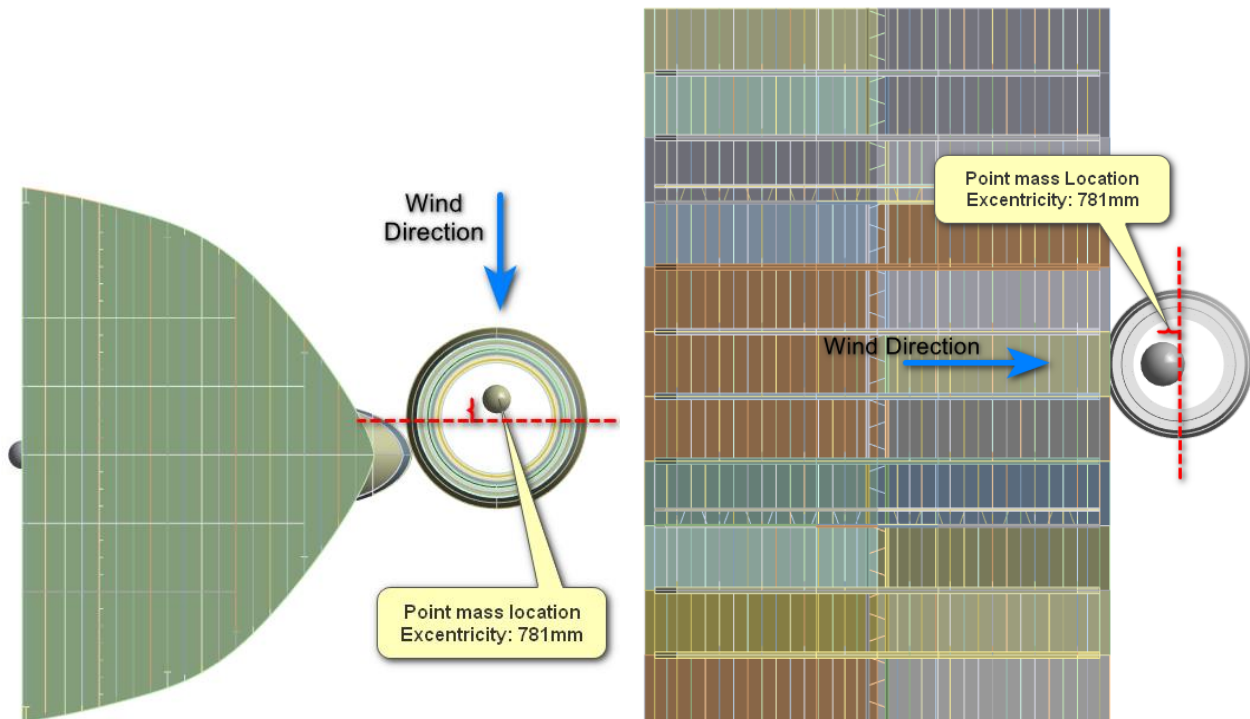 Wind
Direction
Point mass location
Excentricity: 781mm
Point mass Location
Excentricity: 781mm
Wind Direction